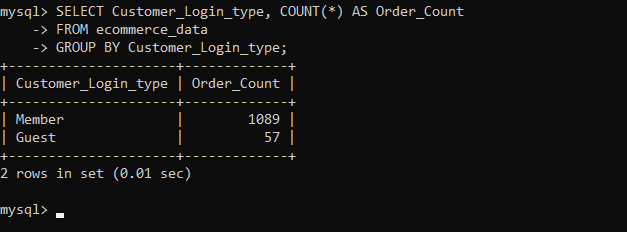 mysql> SELECT Customer_Login_type, COUNT(*) AS Order_Count
    -> FROM ecommerce_data
    -> GROUP BY Customer_Login_type;
+---------------------+-------------+
| Customer_Login_type | Order_Count |
+---------------------+-------------+
| Member              |        1089 |
| Guest               |          57 |
+---------------------+-------------+
2 rows in set (0.01 sec)

mysql>